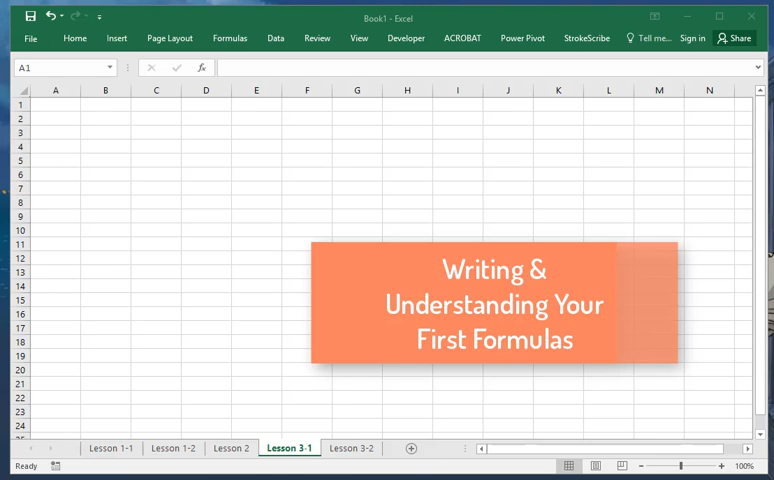 Book1 - Excel
File Home Insert Page Layout Formulas Data Review View Developer ACROBAT Power Pivot StrokeScribe Tell me... Sign in Share
A1 fx
A B C D E F G H I J K L M N
1
2
3
4
5
6
7
8
9
10
11
12
13
14
15
16
17
18
19
20
21
22
23
24
Writing &
Understanding Your
First Formulas
Lesson 1-1 Lesson 1-2 Lesson 2 Lesson 3-1 Lesson 3-2
Ready 100%